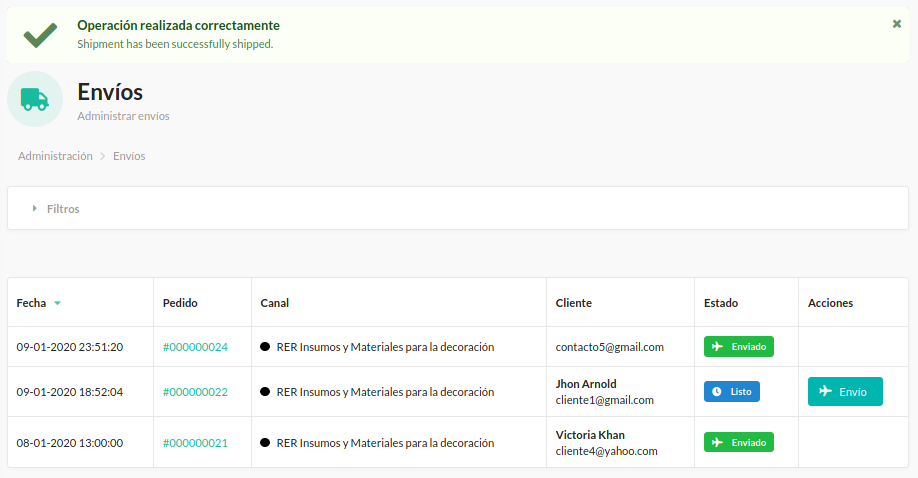 Operación realizada correctamente
Shipment has been successfully shipped.
Envíos
Administrar envíos
Administración > Envíos
Filtros
Fecha Pedido Canal Cliente Estado Acciones
09-01-2020 23:51:20 #000000024 RER Insumos y Materiales para la decoración contacto5@gmail.com Enviado
09-01-2020 18:52:04 #000000022 RER Insumos y Materiales para la decoración Jhon Arnold Listo Envío
cliente1@gmail.com
08-01-2020 13:00:00 #000000021 RER Insumos y Materiales para la decoración Victoria Khan Enviado
cliente4@yahoo.com